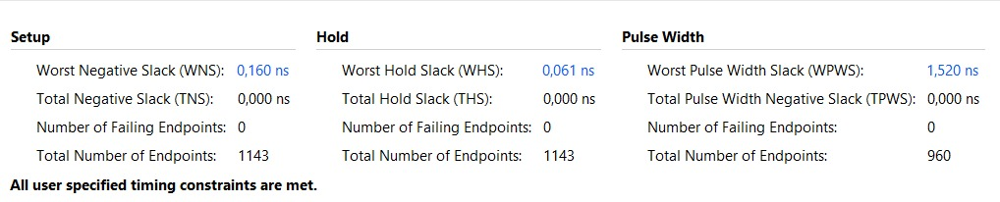 Setup
Worst Negative Slack (WNS): 0,160 ns
Total Negative Slack (TNS): 0,000 ns
Number of Failing Endpoints: 0
Total Number of Endpoints: 1143
Hold
Worst Hold Slack (WHS): 0,061 ns
Total Hold Slack (THS): 0,000 ns
Number of Failing Endpoints: 0
Total Number of Endpoints: 1143
Pulse Width
Worst Pulse Width Slack (WPWS): 1,520 ns
Total Pulse Width Negative Slack (TPWS): 0,000 ns
Number of Failing Endpoints: 0
Total Number of Endpoints: 960
All user specified timing constraints are met.